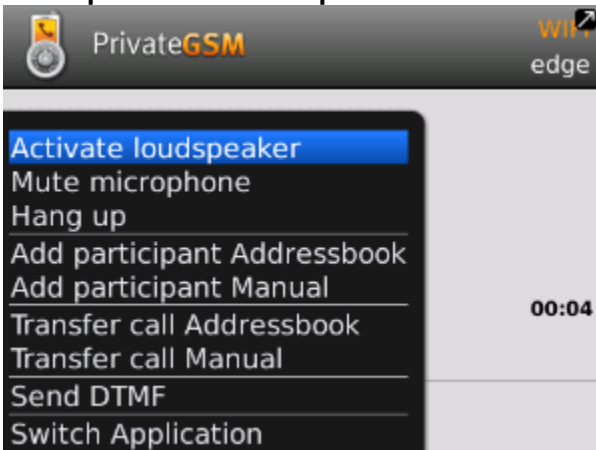 PrivateGSM
WIFI
edge
Activate loudspeaker
Mute microphone
Hang up
Add participant Addressbook
Add participant Manual
00:04
Transfer call Addressbook
Transfer call Manual
Send DTMF
Switch Application